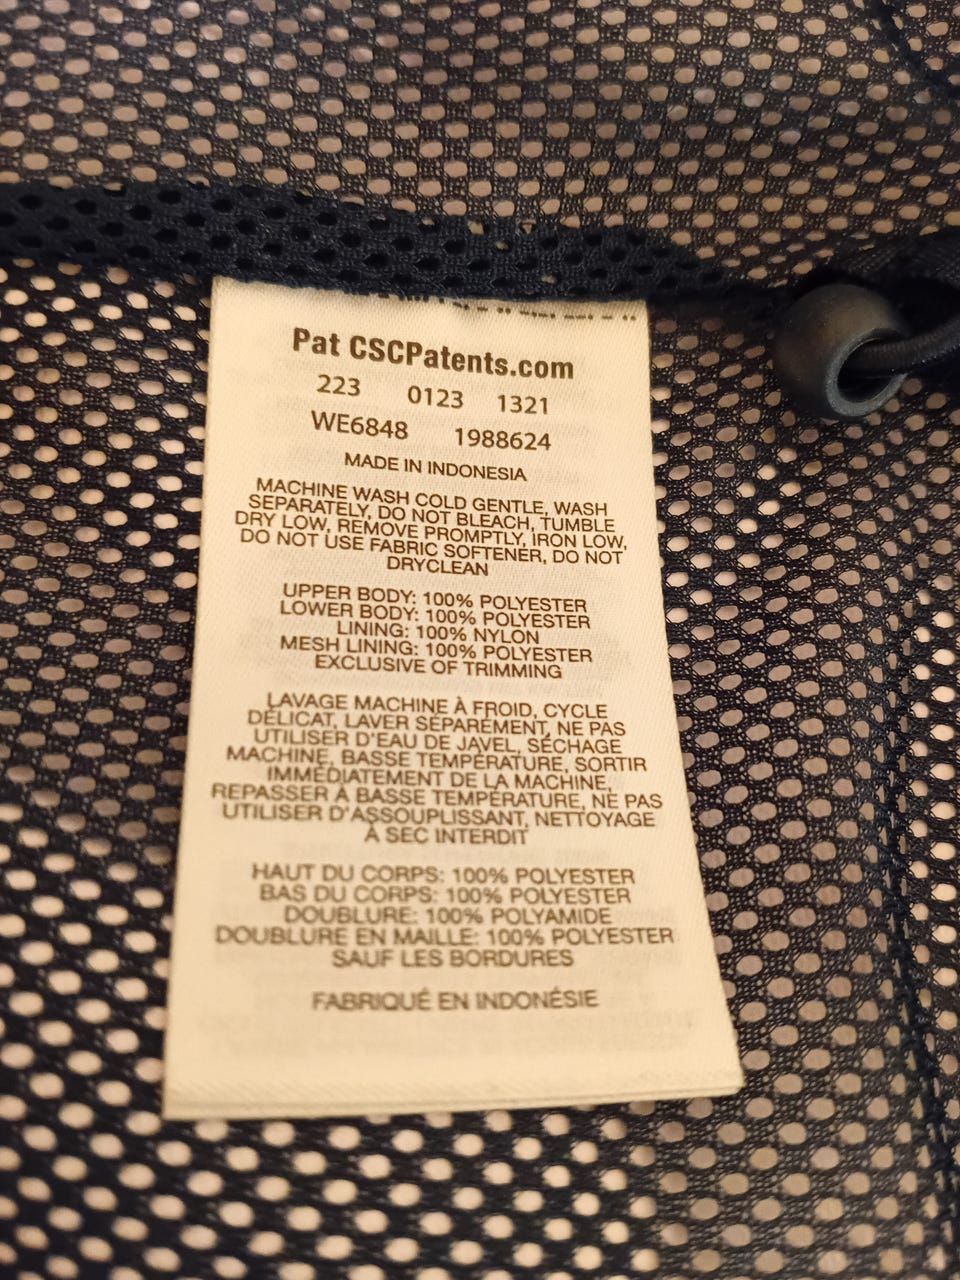 Pat CSCPatents.com
223 0123 1321
WE6848 1988624
MADE IN INDONESIA
MACHINE WASH COLD GENTLE, WASH
SEPARATELY, DO NOT BLEACH, TUMBLE
DRY LOW, REMOVE PROMPTLY, IRON LOW,
DO NOT USE FABRIC SOFTENER, DO NOT
DRYCLEAN
UPPER BODY: 100% POLYESTER
LOWER BODY: 100% POLYESTER
LINING: 100% NYLON
MESH LINING: 100% POLYESTER
EXCLUSIVE OF TRIMMING
LAVAGE MACHINE À FROID, CYCLE
DÉLICAT, LAVER SÉPARÉMENT, NE PAS
UTILISER D'EAU DE JAVEL, SÉCHAGE
MACHINE, BASSE TEMPÉRATURE, SORTIR
IMMÉDIATEMENT DE LA MACHINE,
REPASSER À BASSE TEMPÉRATURE, NE PAS
UTILISER D'ASSOUPLISSANT, NETTOYAGE
À SEC INTERDIT
HAUT DU CORPS: 100% POLYESTER
BAS DU CORPS: 100% POLYESTER
DOUBLURE: 100% POLYAMIDE
DOUBLURE EN MAILLE: 100% POLYESTER
SAUF LES BORDURES
FABRIQUÉ EN INDONÉSIE